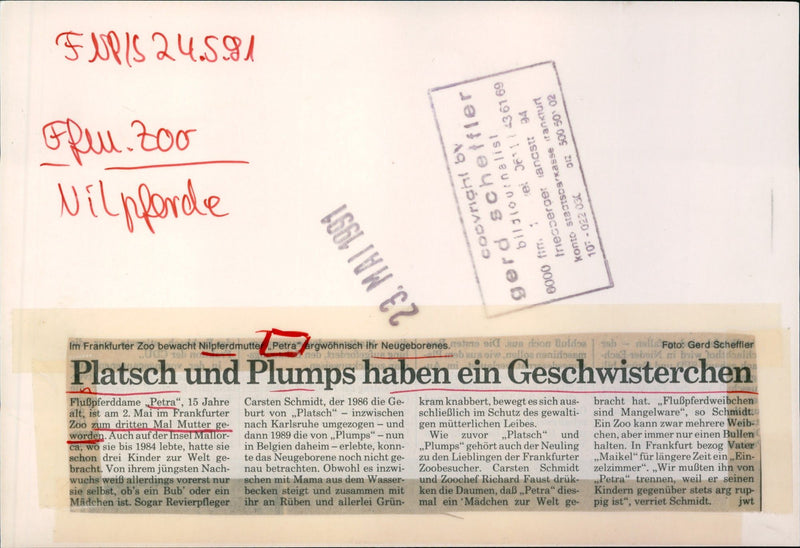 FNP/S 24.5.91
Ffm. Zoo
Nilpferde
copyright by
gerd scheffler
bildjournalist
94
6000 ffm.
konto stadtsparkasse frankfurt
23. MAI 1991
Im Frankfurter Zoo bewacht Nilpferdmutter „Petra“ argwöhnisch ihr Neugeborenes.
Foto: Gerd Scheffler
Platsch und Plumps haben ein Geschwisterchen
Flußpferddame „Petra“, 15 Jahre
alt, ist am 2. Mai im Frankfurter
Zoo zum dritten Mal Mutter ge-
worden. Auch auf der Insel Mallor-
ca, wo sie bis 1984 lebte, hatte sie
schon drei Kinder zur Welt ge-
bracht. Von ihrem jüngsten Nach-
wuchs weiß allerdings vorerst nur
sie selbst, ob's ein Bub' oder ein
Mädchen ist. Sogar Revierpfleger
Carsten Schmidt, der 1986 die Ge-
burt von „Platsch“ – inzwischen
nach Karlsruhe umgezogen – und
dann 1989 die von „Plumps“ – nun
in Belgien daheim – erlebte, konn-
te das Neugeborene noch nicht ge-
nau betrachten. Obwohl es inzwi-
schen mit Mama aus dem Wasser-
becken steigt und zusammen mit
ihr an Rüben und allerlei Grün-
kram knabbert, bewegt es sich aus-
schließlich im Schutz des gewalti-
gen mütterlichen Leibes.
Wie zuvor „Platsch“ und
„Plumps“ gehört auch der Neuling
zu den Lieblingen der Frankfurter
Zoobesucher. Carsten Schmidt
und Zoochef Richard Faust drük-
ken die Daumen, daß „Petra“ dies-
mal ein Mädchen zur Welt ge-
bracht hat. „Flußpferdweibchen
sind Mangelware“, so Schmidt.
Ein Zoo kann zwar mehrere Weib-
chen, aber immer nur einen Bullen
halten. In Frankfurt bezog Vater
„Maikel“ für längere Zeit ein „Ein-
zelzimmer“. „Wir mußten ihn von
„Petra“ trennen, weil er seinen
Kindern gegenüber stets arg rup-
pig ist“, verriet Schmidt. jwt